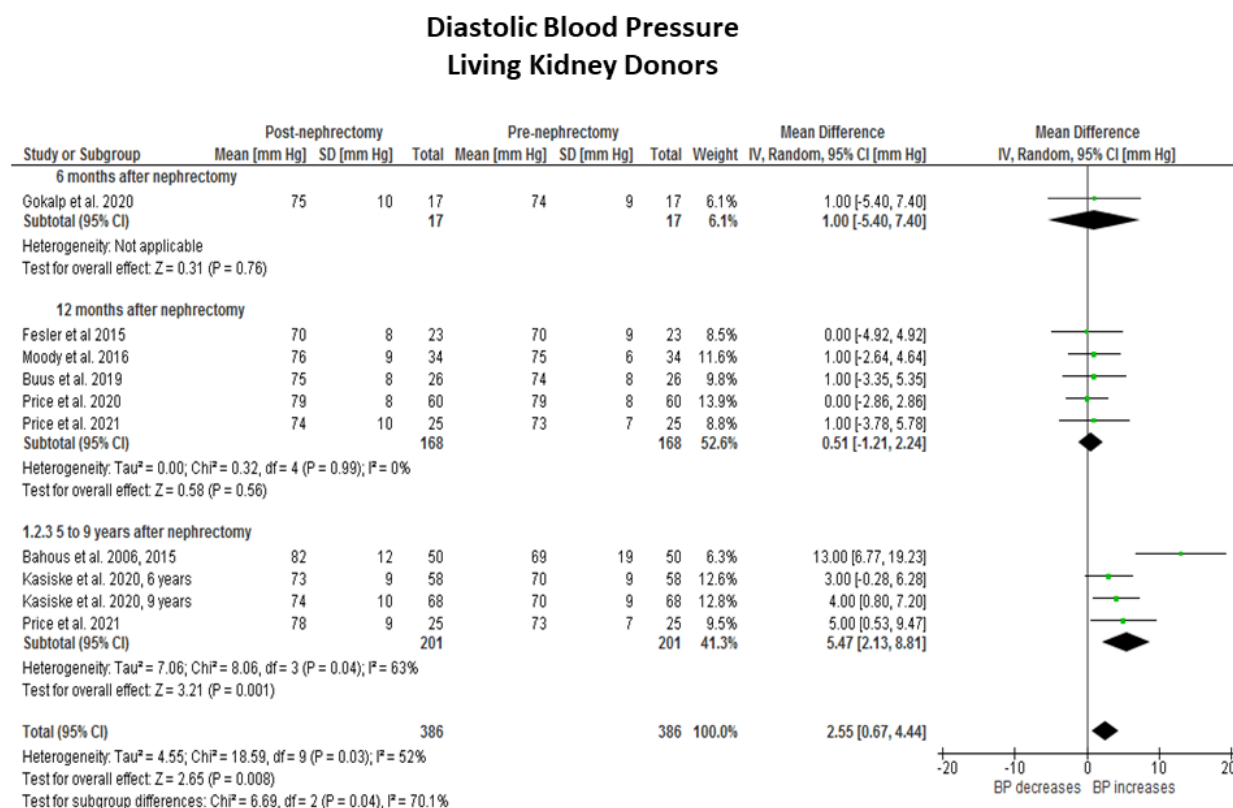 Diastolic Blood Pressure
Living Kidney Donors
Post-nephrectomy Pre-nephrectomy Mean Difference Mean Difference
Study or Subgroup Mean [mm Hg] SD [mm Hg] Total Mean [mm Hg] SD [mm Hg] Total Weight IV, Random, 95% CI [mm Hg] IV, Random, 95% CI [mm Hg]
6 months after nephrectomy
Gokalp et al. 2020 75 10 17 74 9 17 6.1% 1.00 [-5.40, 7.40]
Subtotal (95% CI) 17 17 6.1% 1.00 [-5.40, 7.40]
Heterogeneity: Not applicable
Test for overall effect: Z = 0.31 (P = 0.76)
12 months after nephrectomy
Fesler et al 2015 70 8 23 70 9 23 8.5% 0.00 [-4.92, 4.92]
Moody et al. 2016 76 9 34 75 6 34 11.6% 1.00 [-2.64, 4.64]
Buus et al. 2019 75 8 26 74 8 26 9.8% 1.00 [-3.35, 5.35]
Price et al. 2020 79 8 60 79 8 60 13.9% 0.00 [-2.86, 2.86]
Price et al. 2021 74 10 25 73 7 25 8.8% 1.00 [-3.78, 5.78]
Subtotal (95% CI) 168 168 52.6% 0.51 [-1.21, 2.24]
Heterogeneity: Tau² = 0.00; Chi² = 0.32, df = 4 (P = 0.99); I² = 0%
Test for overall effect: Z = 0.58 (P = 0.56)
1.2.3 5 to 9 years after nephrectomy
Bahous et al. 2006, 2015 82 12 50 69 19 50 6.3% 13.00 [6.77, 19.23]
Kasiske et al. 2020, 6 years 73 9 58 70 9 58 12.6% 3.00 [-0.28, 6.28]
Kasiske et al. 2020, 9 years 74 10 68 70 9 68 12.8% 4.00 [0.80, 7.20]
Price et al. 2021 78 9 25 73 7 25 9.5% 5.00 [0.53, 9.47]
Subtotal (95% CI) 201 201 41.3% 5.47 [2.13, 8.81]
Heterogeneity: Tau² = 7.06; Chi² = 8.06, df = 3 (P = 0.04); I² = 63%
Test for overall effect: Z = 3.21 (P = 0.001)
Total (95% CI) 386 386 100.0% 2.55 [0.67, 4.44]
Heterogeneity: Tau² = 4.55; Chi² = 18.59, df = 9 (P = 0.03); I² = 52%
Test for overall effect: Z = 2.65 (P = 0.008)
Test for subgroup differences: Chi² = 6.69, df = 2 (P = 0.04), I² = 70.1%
-20 -10 0 10 20
BP decreases BP increases